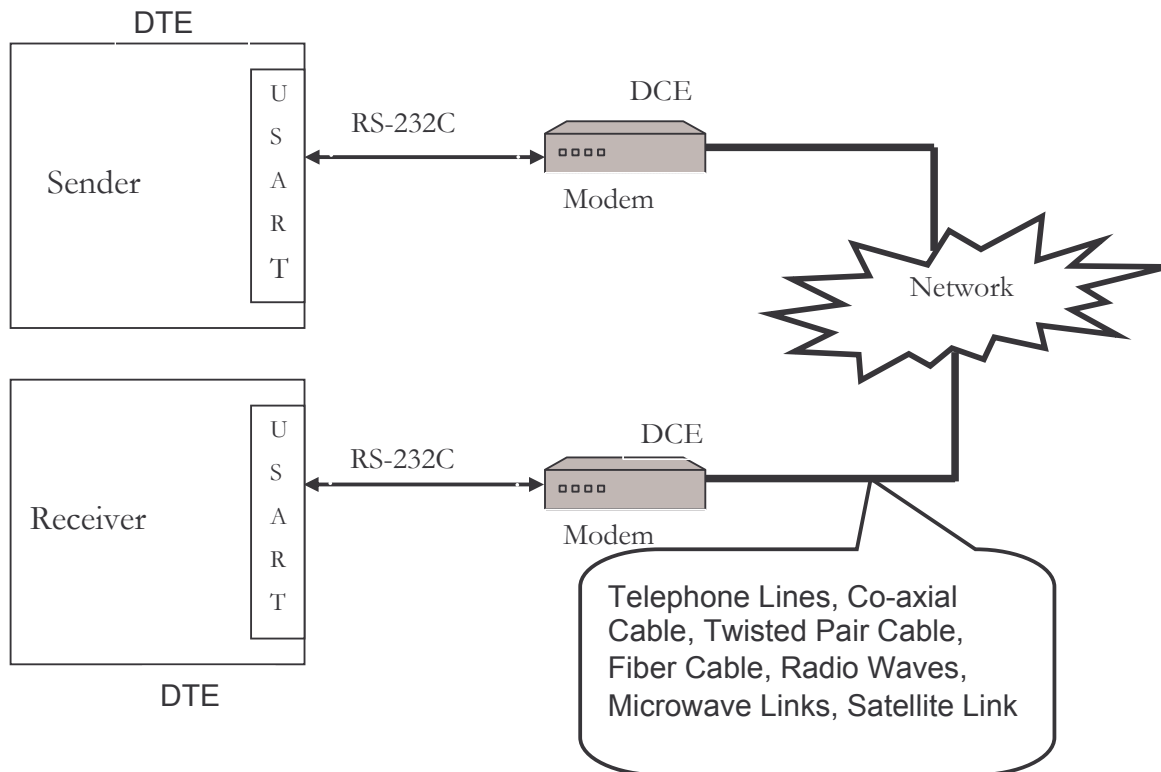 DTE
U
S
A
R
T
Sender
RS-232C
DCE
Modem
Network
U
S
A
R
T
Receiver
RS-232C
DCE
Modem
DTE
Telephone Lines, Co-axial
Cable, Twisted Pair Cable,
Fiber Cable, Radio Waves,
Microwave Links, Satellite Link